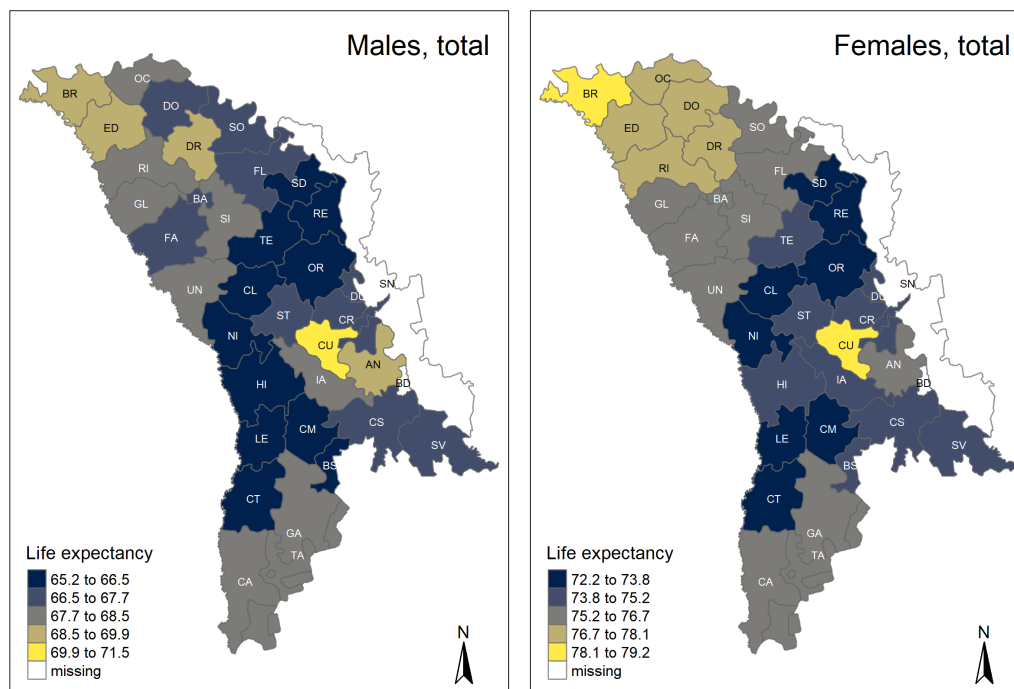 Males, total
OC
BR
DO
ED
SO
DR
RI
FL
SD
BA
GL
RE
SI
FA
TE
OR
UN
CL
SN
DU
ST
CR
NI
CU
AN
IA
BD
HI
CS
CM
LE
SV
BS
CT
GA
TA
CA
Life expectancy
65.2 to 66.5
66.5 to 67.7
67.7 to 68.5
68.5 to 69.9
69.9 to 71.5
missing
N
Females, total
OC
BR
DO
ED
SO
DR
RI
FL
SD
BA
GL
RE
SI
FA
TE
OR
UN
CL
SN
DU
ST
CR
NI
CU
AN
IA
BD
HI
CS
CM
LE
SV
BS
CT
GA
TA
CA
Life expectancy
72.2 to 73.8
73.8 to 75.2
75.2 to 76.7
76.7 to 78.1
78.1 to 79.2
missing
N